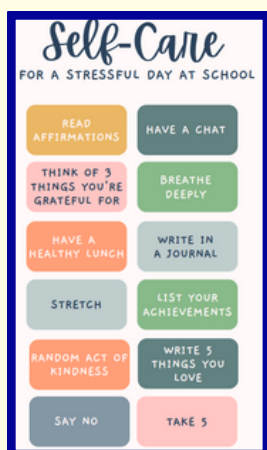 Self-Care
FOR A STRESSFUL DAY AT SCHOOL
READ
AFFIRMATIONS
HAVE A CHAT
THINK OF 3
THINGS YOU'RE
GRATEFUL FOR
BREATHE
DEEPLY
HAVE A
HEALTHY LUNCH
WRITE IN
A JOURNAL
STRETCH
LIST YOUR
ACHIEVEMENTS
RANDOM ACT OF
KINDNESS
WRITE 5
THINGS YOU
LOVE
SAY NO
TAKE 5